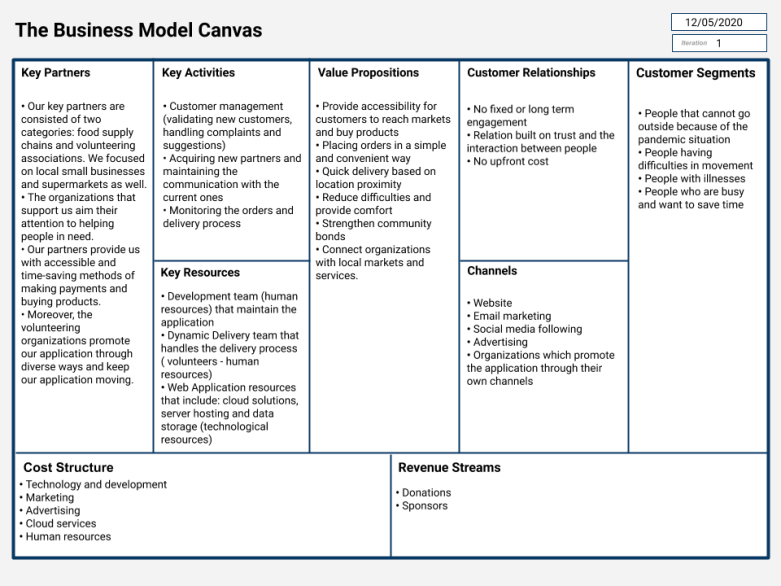 The Business Model Canvas
12/05/2020
Iteration 1
Key Partners
• Our key partners are
consisted of two
categories: food supply
chains and volunteering
associations. We focused
on local small businesses
and supermarkets as well.
• The organizations that
support us aim their
attention to helping
people in need.
• Our partners provide us
with accessible and
time-saving methods of
making payments and
buying products.
• Moreover, the
volunteering
organizations promote
our application through
diverse ways and keep
our application moving.
Key Activities
• Customer management
(validating new customers,
handling complaints and
suggestions)
• Acquiring new partners and
maintaining the
communication with the
current ones
• Monitoring the orders and
delivery process
Key Resources
• Development team (human
resources) that maintain the
application
• Dynamic Delivery team that
handles the delivery process
( volunteers - human
resources)
• Web Application resources
that include: cloud solutions,
server hosting and data
storage (technological
resources)
Value Propositions
• Provide accessibility for
customers to reach markets
and buy products
• Placing orders in a simple
and convenient way
• Quick delivery based on
location proximity
• Reduce difficulties and
provide comfort
• Strengthen community
bonds
• Connect organizations
with local markets and
services.
Customer Relationships
• No fixed or long term
engagement
• Relation built on trust and the
interaction between people
• No upfront cost
Channels
• Website
• Email marketing
• Social media following
• Advertising
• Organizations which promote
the application through their
own channels
Customer Segments
• People that cannot go
outside because of the
pandemic situation
• People having
difficulties in movement
• People with illnesses
• People who are busy
and want to save time
Cost Structure
• Technology and development
• Marketing
• Advertising
• Cloud services
• Human resources
Revenue Streams
• Donations
• Sponsors